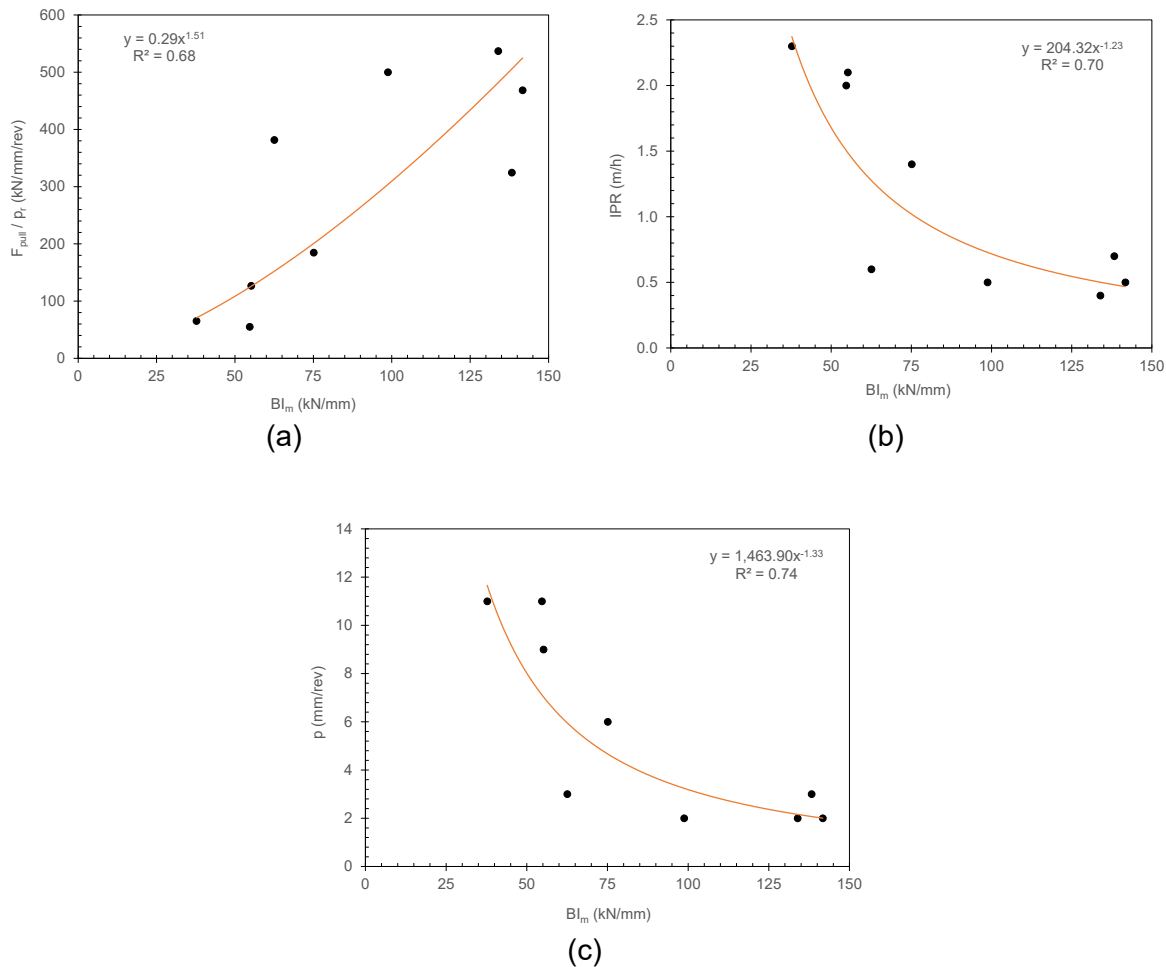 y = 0.29x^1.51
R² = 0.68
600
500
400
300
200
100
0
F_pull / p_r (kN/mm/rev)
0 25 50 75 100 125 150
BI_m (kN/mm)
(a)
y = 204.32x^-1.23
R² = 0.70
2.5
2.0
1.5
1.0
0.5
0.0
IPR (m/h)
0 25 50 75 100 125 150
BI_m (kN/mm)
(b)
y = 1,463.90x^-1.33
R² = 0.74
14
12
10
8
6
4
2
0
p (mm/rev)
0 25 50 75 100 125 150
BI_m (kN/mm)
(c)